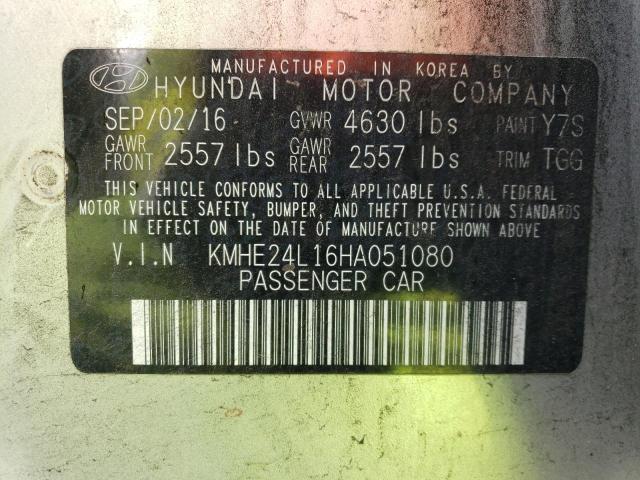 MANUFACTURED IN KOREA BY
HYUNDAI MOTOR COMPANY
SEP/02/16 GVWR 4630 lbs PAINT Y7S
GAWR FRONT 2557 lbs GAWR REAR 2557 lbs TRIM TGG
THIS VEHICLE CONFORMS TO ALL APPLICABLE U.S.A. FEDERAL
MOTOR VEHICLE SAFETY, BUMPER, AND THEFT PREVENTION STANDARDS
IN EFFECT ON THE DATE OF MANUFACTURE SHOWN ABOVE.
V.I.N KMHE24L16HA051080
PASSENGER CAR